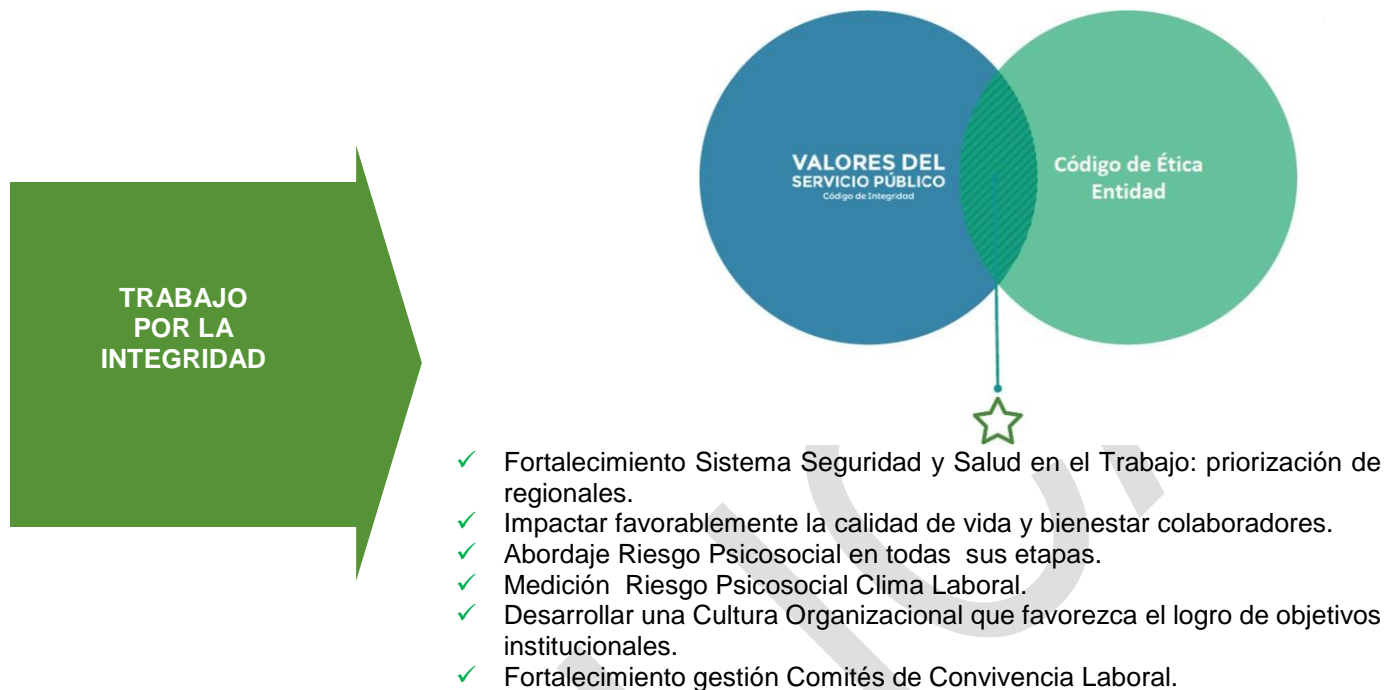 VALORES DEL
SERVICIO PÚBLICO
Código de Integridad
Código de Ética
Entidad
TRABAJO
POR LA
INTEGRIDAD
✓ Fortalecimiento Sistema Seguridad y Salud en el Trabajo: priorización de
regionales.
✓ Impactar favorablemente la calidad de vida y bienestar colaboradores.
✓ Abordaje Riesgo Psicosocial en todas sus etapas.
✓ Medición Riesgo Psicosocial Clima Laboral.
✓ Desarrollar una Cultura Organizacional que favorezca el logro de objetivos
institucionales.
✓ Fortalecimiento gestión Comités de Convivencia Laboral.